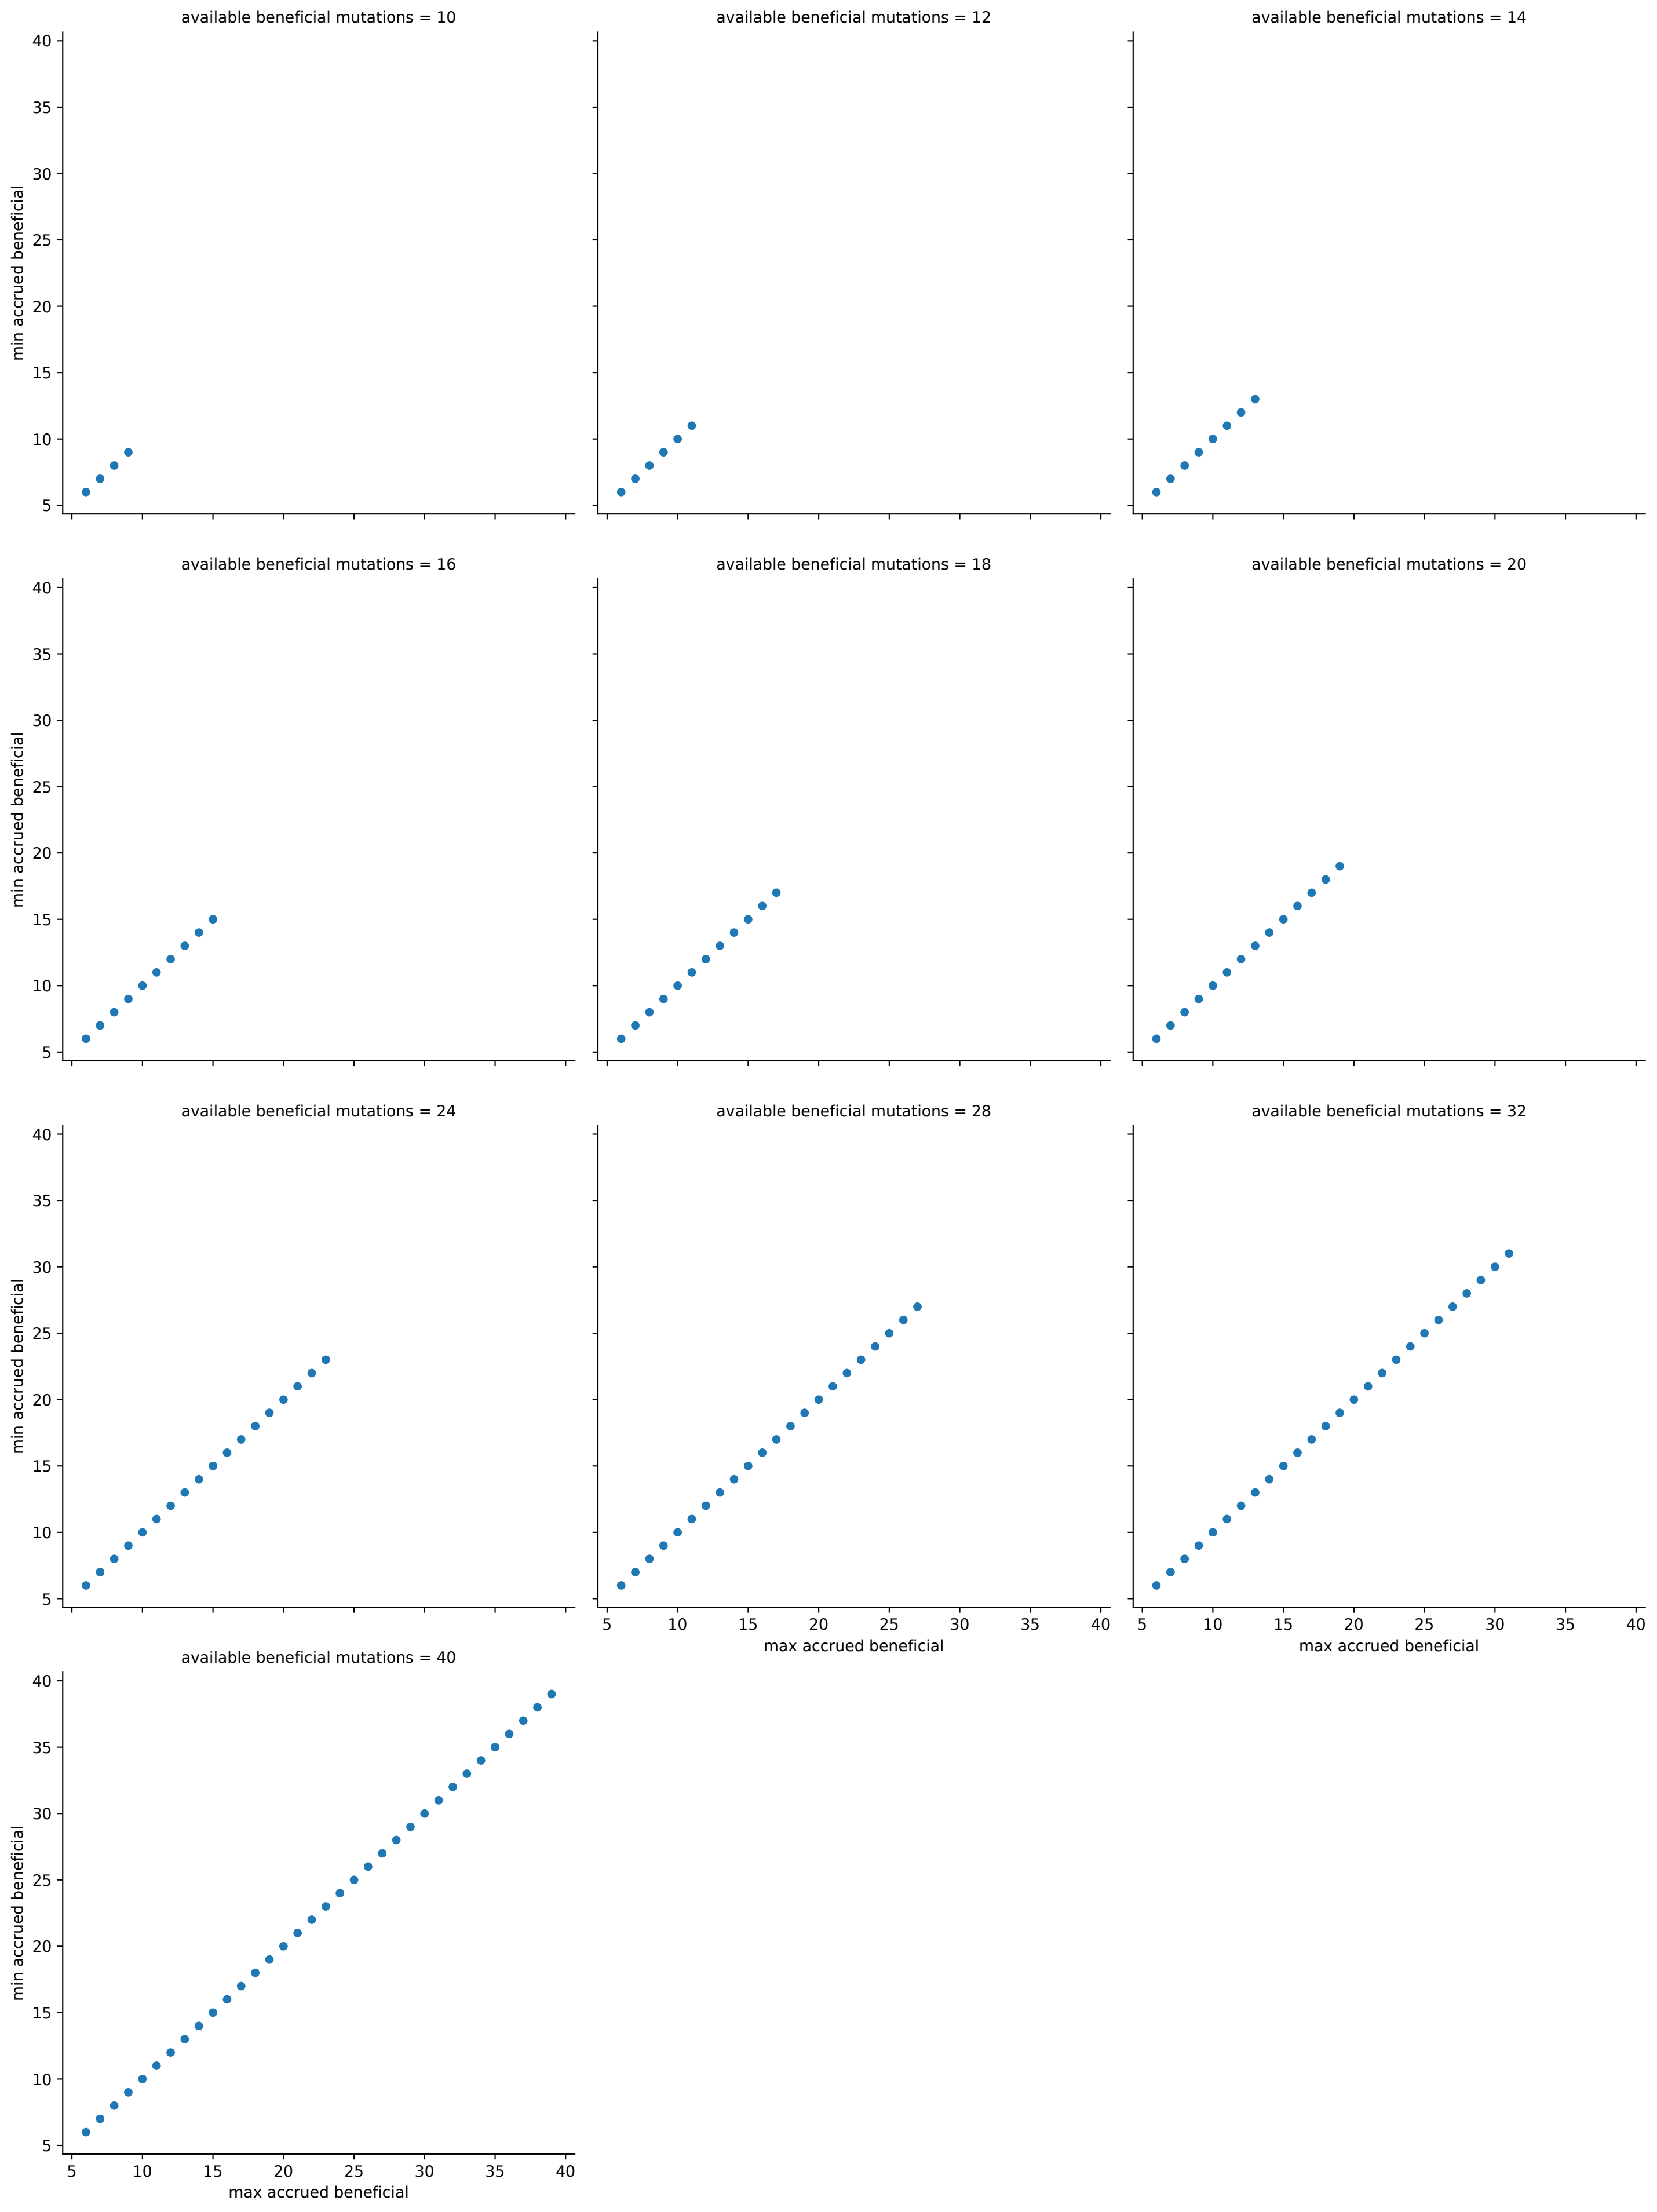 available beneficial mutations = 10
available beneficial mutations = 12
available beneficial mutations = 14
40
35
30
25
20
15
10
5
min accrued beneficial
available beneficial mutations = 16
available beneficial mutations = 18
available beneficial mutations = 20
40
35
30
25
20
15
10
5
min accrued beneficial
available beneficial mutations = 24
available beneficial mutations = 28
available beneficial mutations = 32
40
35
30
25
20
15
10
5
min accrued beneficial
5 10 15 20 25 30 35 40
max accrued beneficial
5 10 15 20 25 30 35 40
max accrued beneficial
available beneficial mutations = 40
40
35
30
25
20
15
10
5
min accrued beneficial
5 10 15 20 25 30 35 40
max accrued beneficial